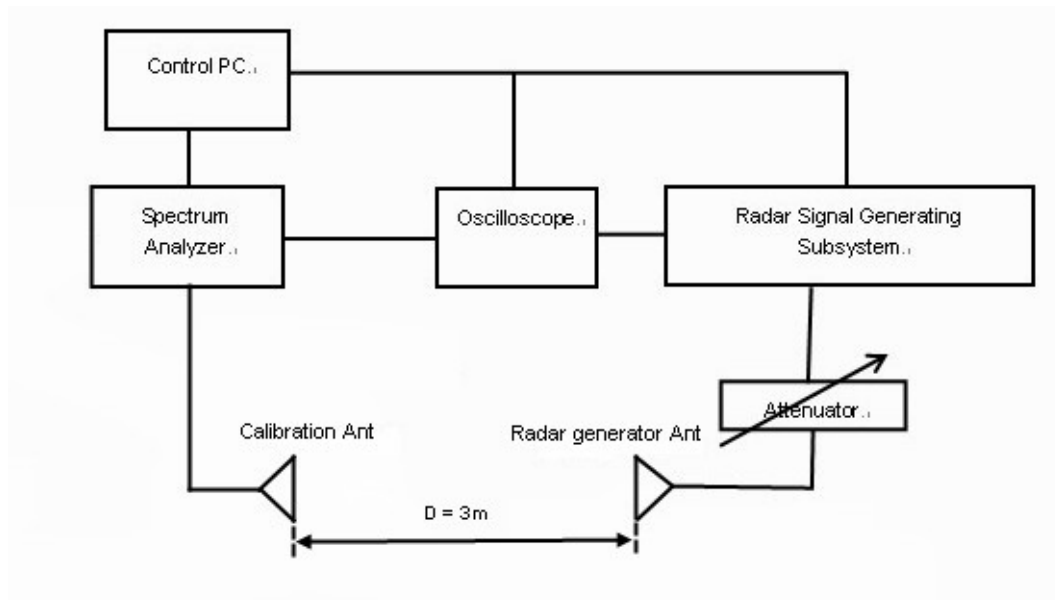 Control PC
Spectrum
Analyzer
Oscilloscope
Radar Signal Generating
Subsystem
Attenuator
Calibration Ant
Radar generator Ant
D = 3m